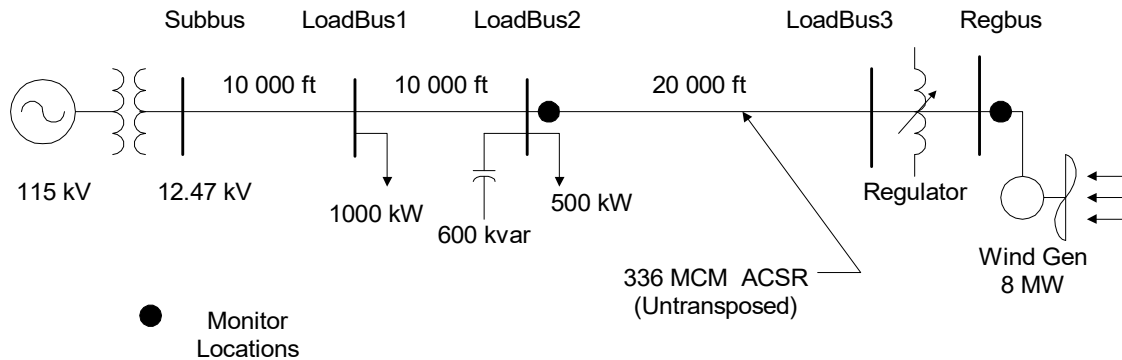 Subbus
LoadBus1
LoadBus2
LoadBus3
Regbus
10 000 ft
10 000 ft
20 000 ft
115 kV
12.47 kV
1000 kW
600 kvar
500 kW
Regulator
Wind Gen
8 MW
336 MCM ACSR
(Untransposed)
Monitor
Locations